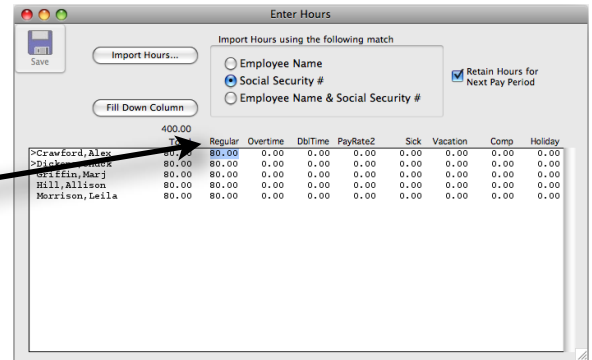 Enter Hours
Save
Import Hours...
Fill Down Column
Import Hours using the following match
Employee Name
Social Security #
Employee Name & Social Security #
Retain Hours for
Next Pay Period
400.00
Regular Overtime DblTime PayRate2 Sick Vacation Comp Holiday
>Crawford,Alex 80.00 80.00 0.00 0.00 0.00 0.00 0.00 0.00 0.00
80.00 80.00 0.00 0.00 0.00 0.00 0.00 0.00 0.00
Griffin,Marj 80.00 80.00 0.00 0.00 0.00 0.00 0.00 0.00 0.00
Hill,Allison 80.00 80.00 0.00 0.00 0.00 0.00 0.00 0.00 0.00
Morrison,Leila 80.00 80.00 0.00 0.00 0.00 0.00 0.00 0.00 0.00